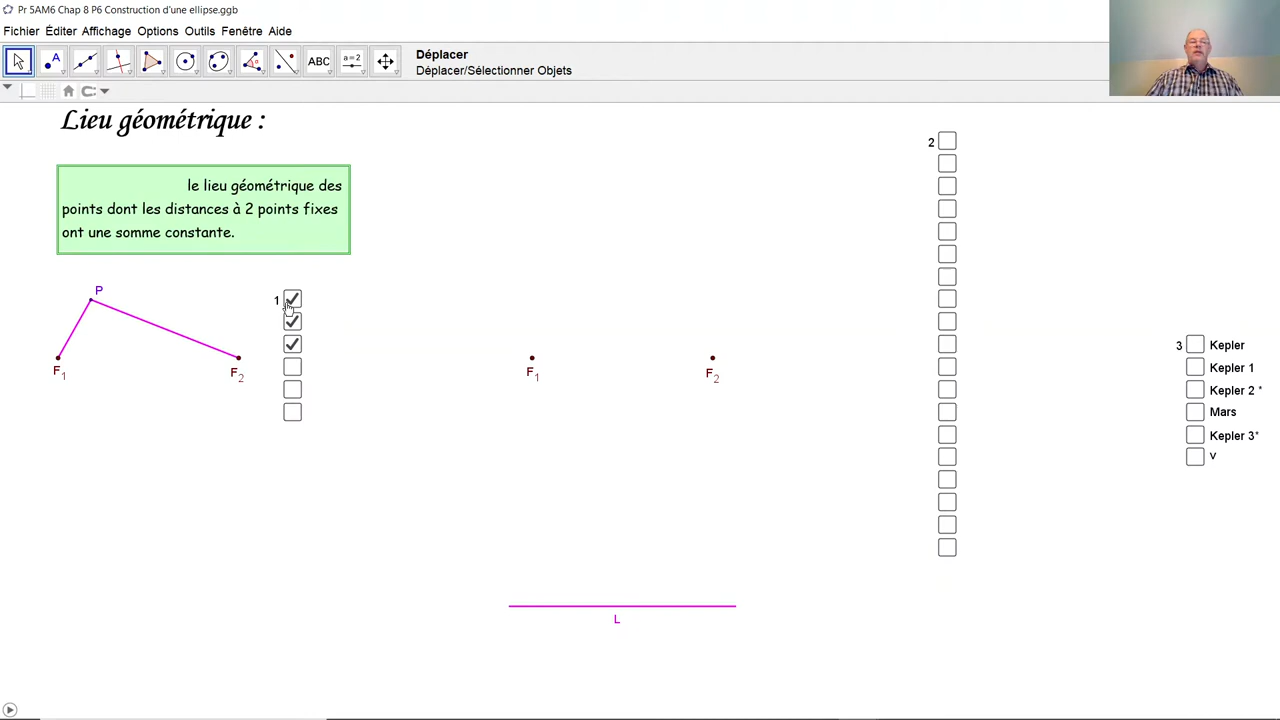 Pr 5AM6 Chap 8 P6 Construction d'une ellipse.ggb
Fichier Éditer Affichage Options Outils Fenêtre Aide
A
ABC
a=2
Déplacer
Déplacer/Sélectionner Objets
Lieu géométrique :
le lieu géométrique des
points dont les distances à 2 points fixes
ont une somme constante.
P
F1
F2
1
F1
F2
L
2
3
Kepler
Kepler 1
Kepler 2 *
Mars
Kepler 3*
v